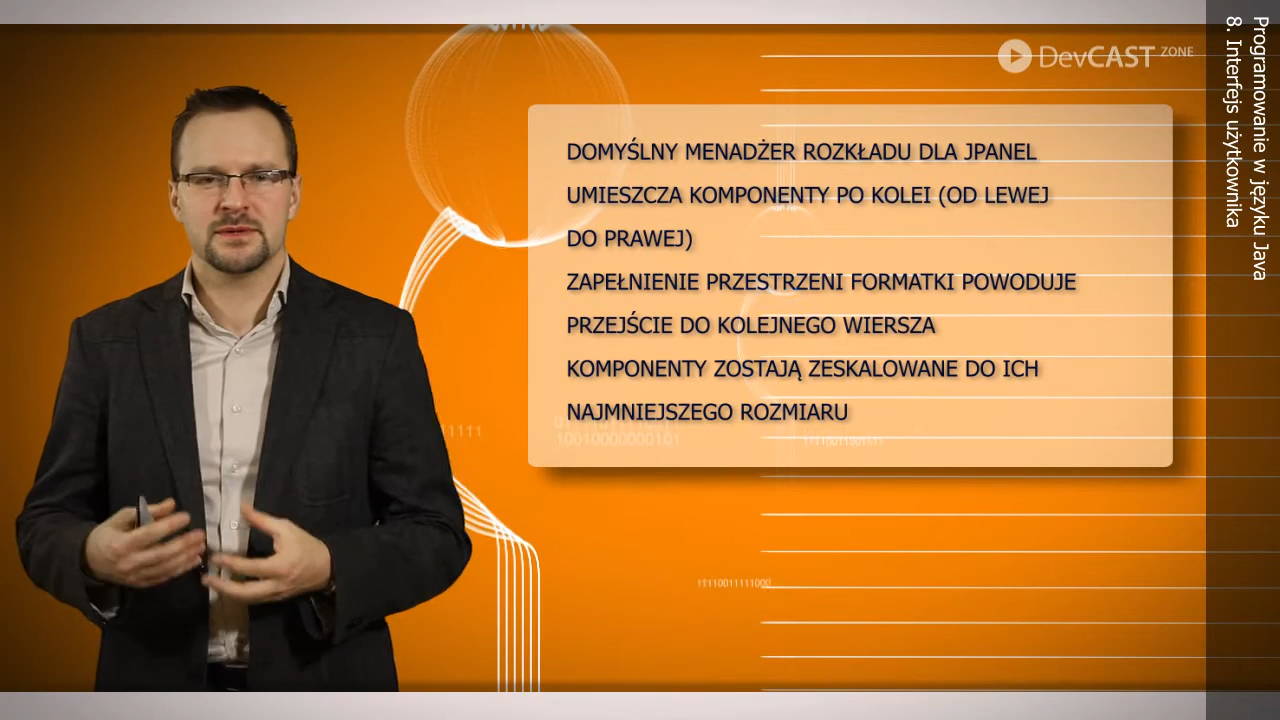 DevCAST ZONE
DOMYŚLNY MENADŻER ROZKŁADU DLA JPANEL
UMIESZCZA KOMPONENTY PO KOLEI (OD LEWEJ
DO PRAWEJ)
ZAPEŁNIENIE PRZESTRZENI FORMATKI POWODUJE
PRZEJŚCIE DO KOLEJNEGO WIERSZA
KOMPONENTY ZOSTAJĄ ZESKALOWANE DO ICH
NAJMNIEJSZEGO ROZMIARU
Programowanie w języku Java
8. Interfejs użytkownika